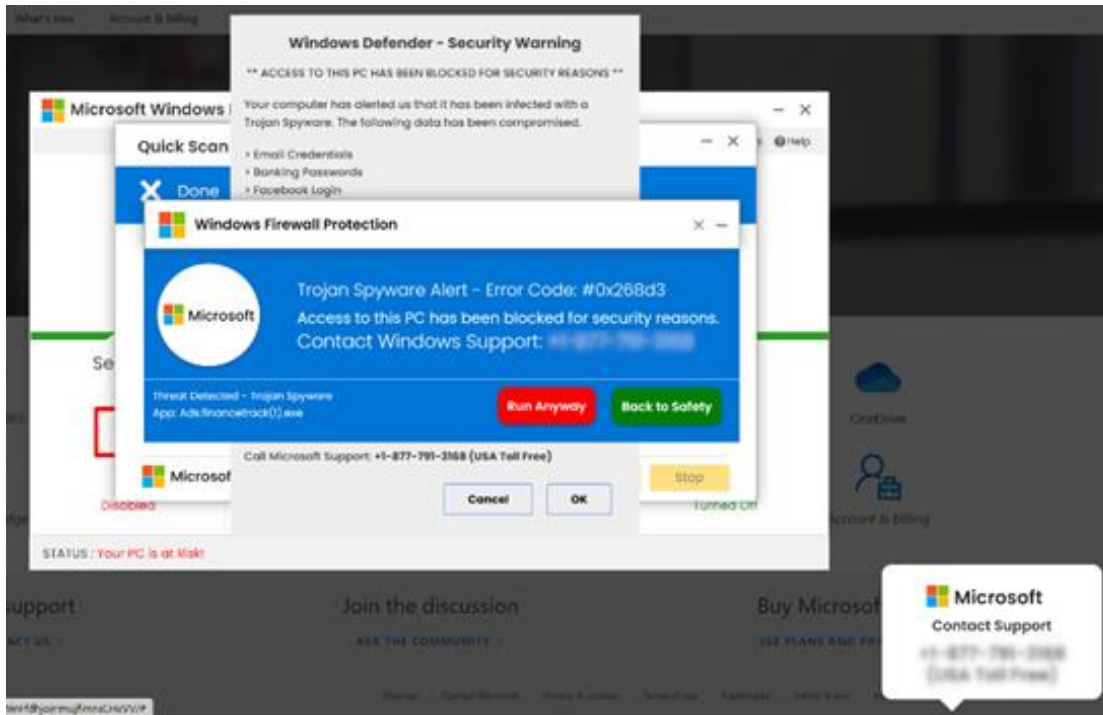 What's new
Account & billing
Windows Defender - Security Warning
** ACCESS TO THIS PC HAS BEEN BLOCKED FOR SECURITY REASONS **
Your computer has alerted us that it has been infected with a
Trojan Spyware. The following data has been compromised.
> Email Credentials
> Banking Passwords
> Facebook Login
Microsoft Windows
Help
Quick Scan
Done
Windows Firewall Protection
Microsoft
Trojan Spyware Alert - Error Code: #0x268d3
Access to this PC has been blocked for security reasons.
Contact Windows Support:
Threat Detected - Trojan Spyware
App: Ads.financetrack(1).exe
Run Anyway
Back to Safety
Call Microsoft Support: +1-877-791-3168 (USA Toll Free)
Cancel
OK
Stop
Disabled
Turned Off
STATUS : Your PC is at Risk!
OneDrive
Account & billing
support
Join the discussion
ASK THE COMMUNITY
Buy
SEE PLANS AND
Microsoft
Contact Support